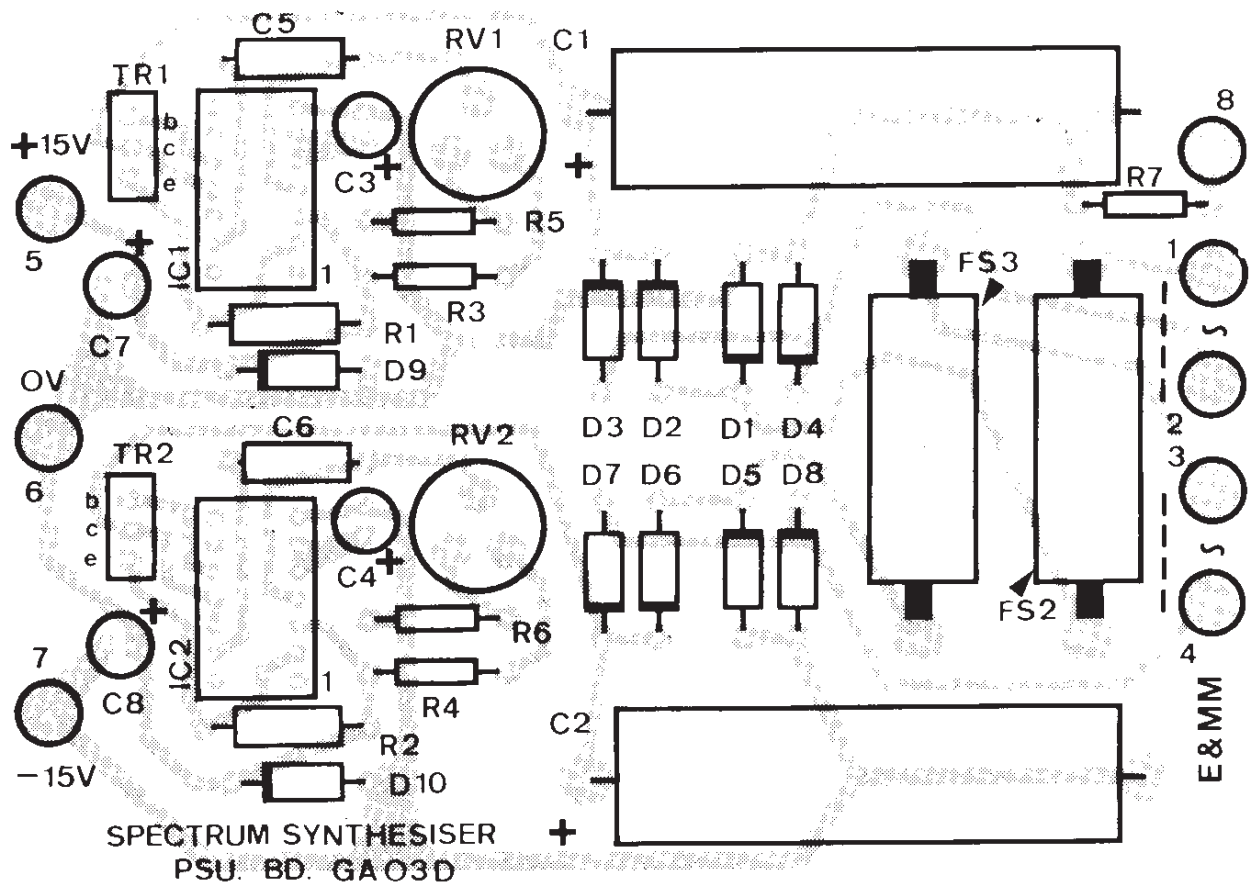 C5
RV1
C1
TR1
b
c
e
+15V
8
C3
+
+
R7
R5
5
+
IC1
1
1
FS3
R3
R1
C7
D9
S
0V
C6
RV2
D3 D2 D1 D4
2
TR2
D7 D6 D5 D8
3
6
b
c
e
S
C4
+
+
FS2
R6
7
IC2
1
4
C8
R4
C2
R2
E&MM
-15V
D10
SPECTRUM SYNTHESISER
+
PSU. BD. GA03D